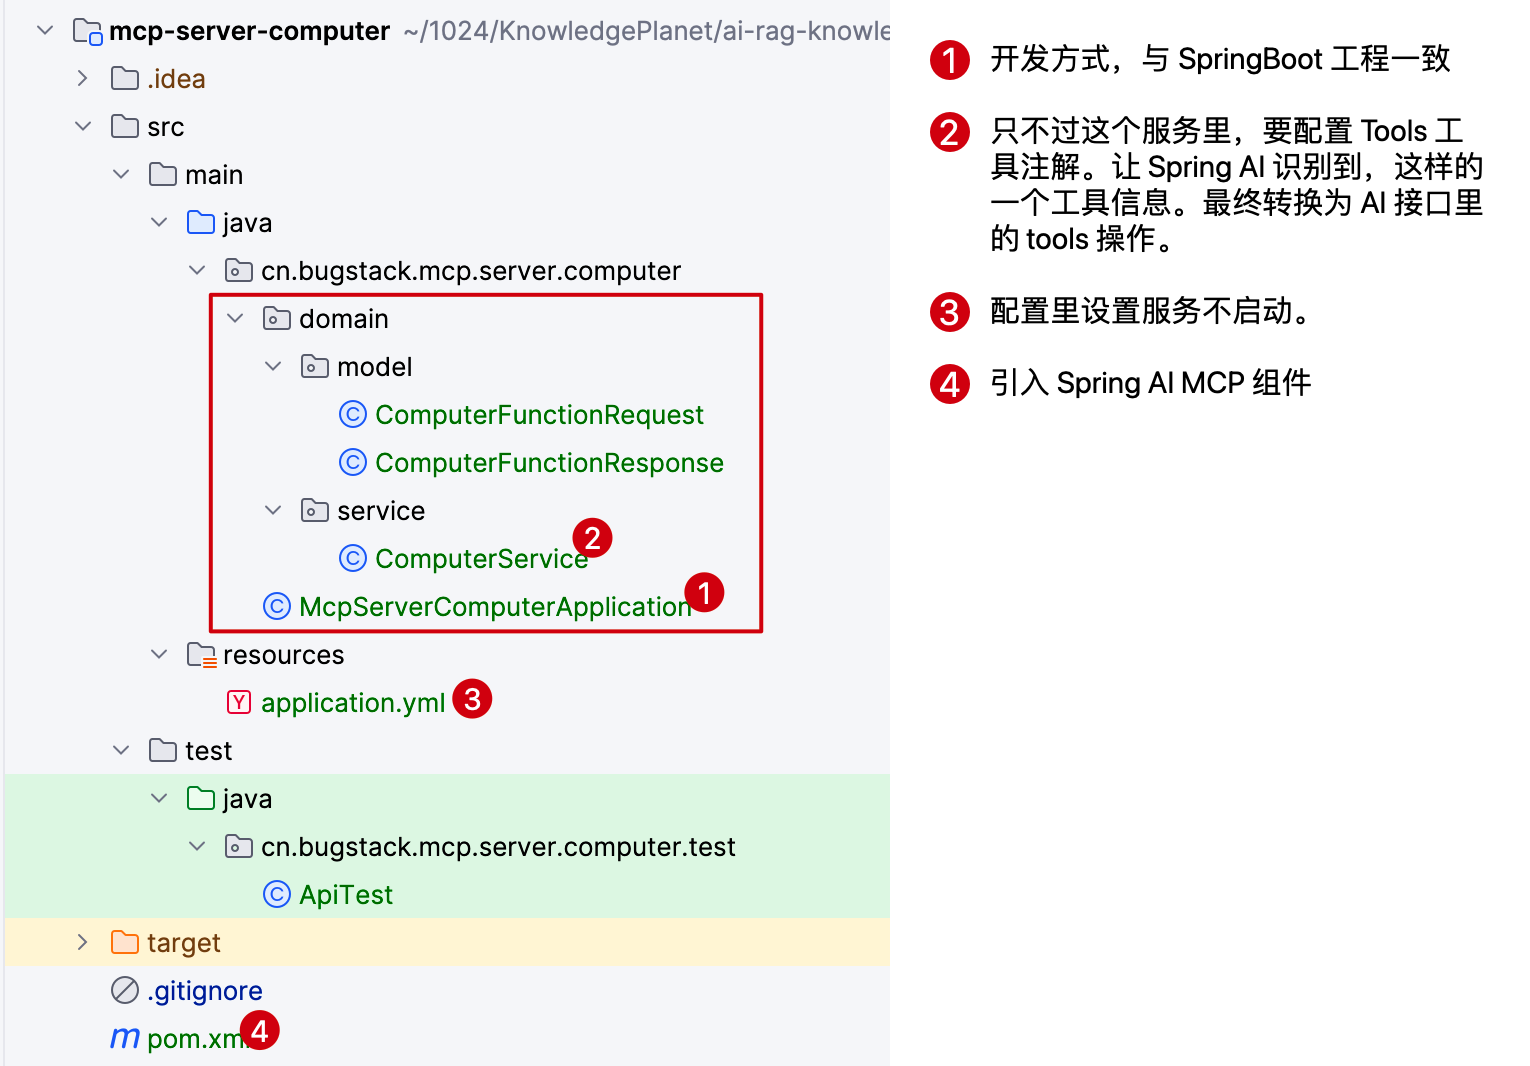 mcp-server-computer ~/1024/KnowledgePlanet/ai-rag-knowle
.idea
src
main
java
cn.bugstack.mcp.server.computer
domain
model
ComputerFunctionRequest
ComputerFunctionResponse
service
ComputerService 2
McpServerComputerApplication 1
resources
application.yml 3
test
java
cn.bugstack.mcp.server.computer.test
ApiTest
target
.gitignore
pom.xm 4
1 开发方式，与 SpringBoot 工程一致
2 只不过这个服务里，要配置 Tools 工
具注解。让 Spring AI 识别到，这样的
一个工具信息。最终转换为 AI 接口里
的 tools 操作。
3 配置里设置服务不启动。
4 引入 Spring AI MCP 组件